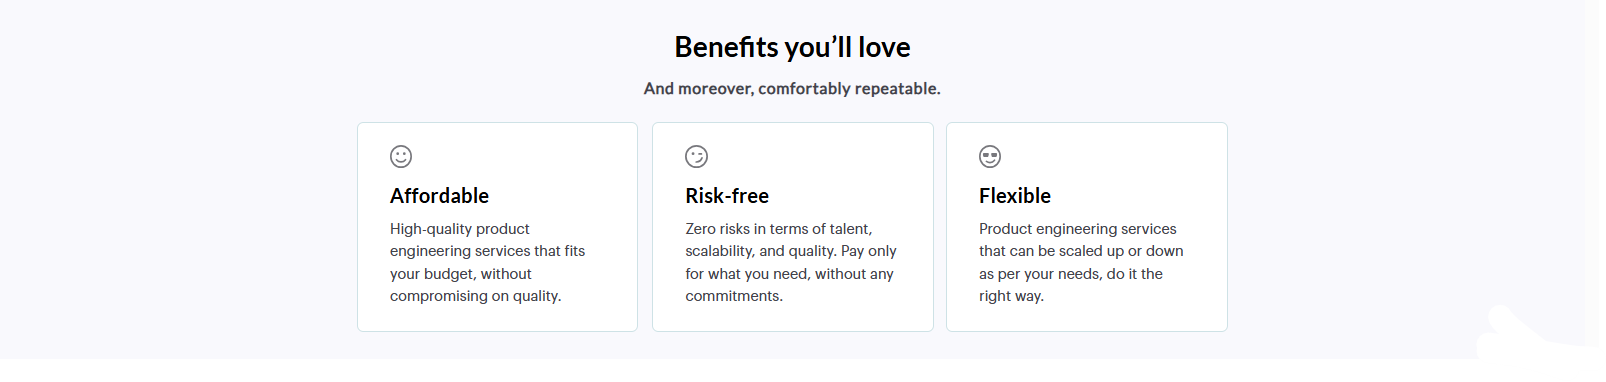 Benefits you’ll love
And moreover, comfortably repeatable.
Affordable
High-quality product
engineering services that fits
your budget, without
compromising on quality.
Risk-free
Zero risks in terms of talent,
scalability, and quality. Pay only
for what you need, without any
commitments.
Flexible
Product engineering services
that can be scaled up or down
as per your needs, do it the
right way.